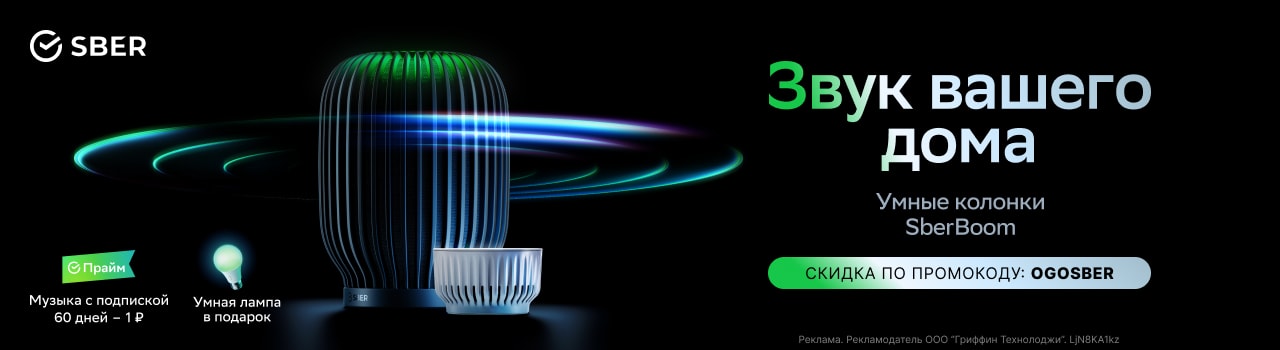 SBER
Звук вашего
дома
Умные колонки
SberBoom
СКИДКА ПО ПРОМОКОДУ: OGOSBER
SBER
Прайм
Музыка с подпиской
60 дней – 1 ₽
Умная лампа
в подарок
Реклама. Рекламодатель ООО "Гриффин Технолоджи". LjN8KA1kz